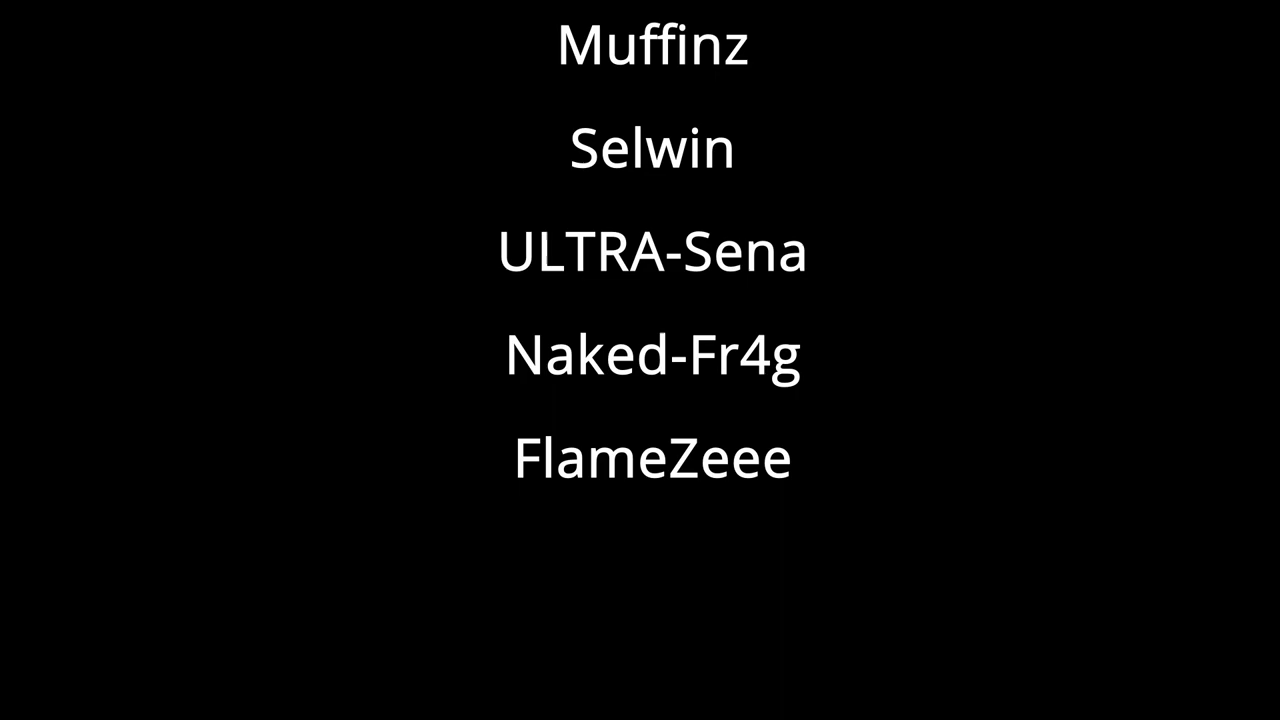 Muffinz
Selwin
ULTRA-Sena
Naked-Fr4g
FlameZeee